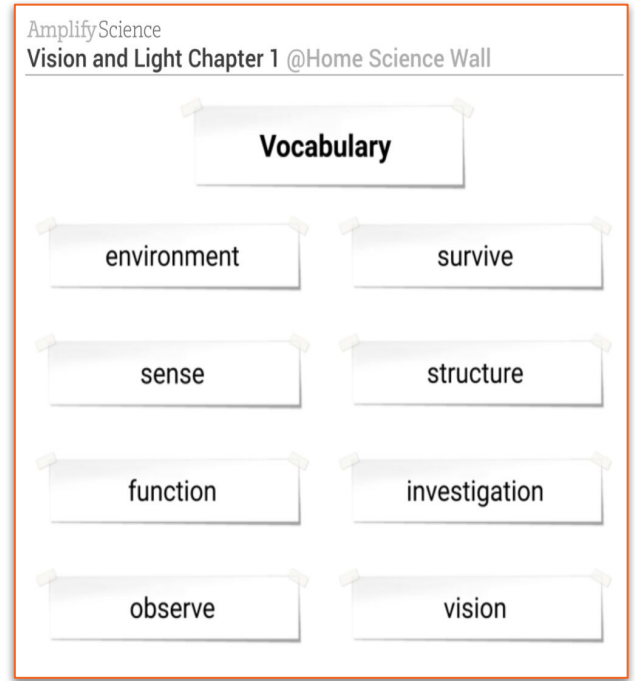 AmplifyScience
Vision and Light Chapter 1 @Home Science Wall
Vocabulary
environment survive
sense structure
function investigation
observe vision